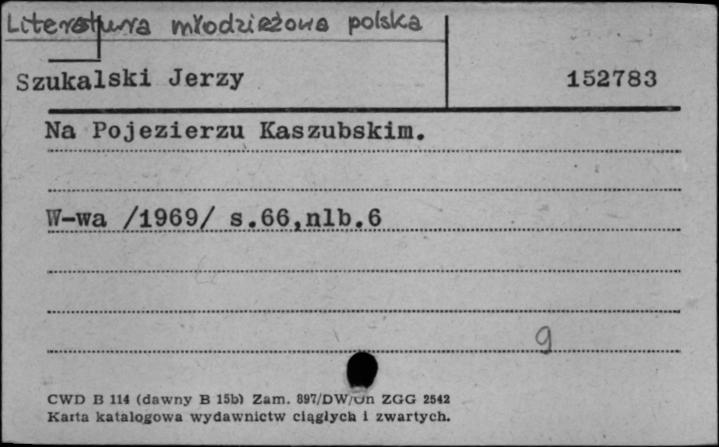 Literatura młodzieżowa polska
Szukalski Jerzy 152783
Na Pojezierzu Kaszubskim.
W-wa /1969/ s.66,nlb.6
9
CWD B 114 (dawny B 15b) Zam. 897/DW/Un ZGG 2542
Karta katalogowa wydawnictw ciągłych i zwartych.